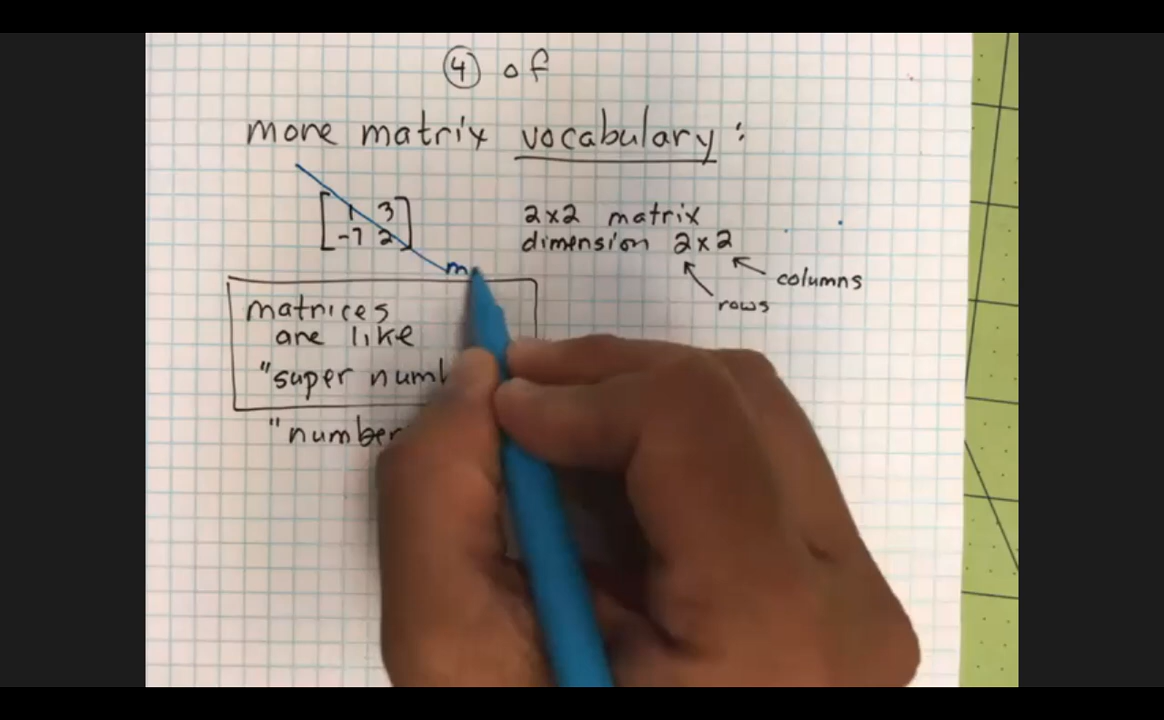 ④ of
more matrix vocabulary :
[ 1 3
-7 2 ]
m
2x2 matrix
dimension 2x2
columns
rows
matrices
are like
"super
"number